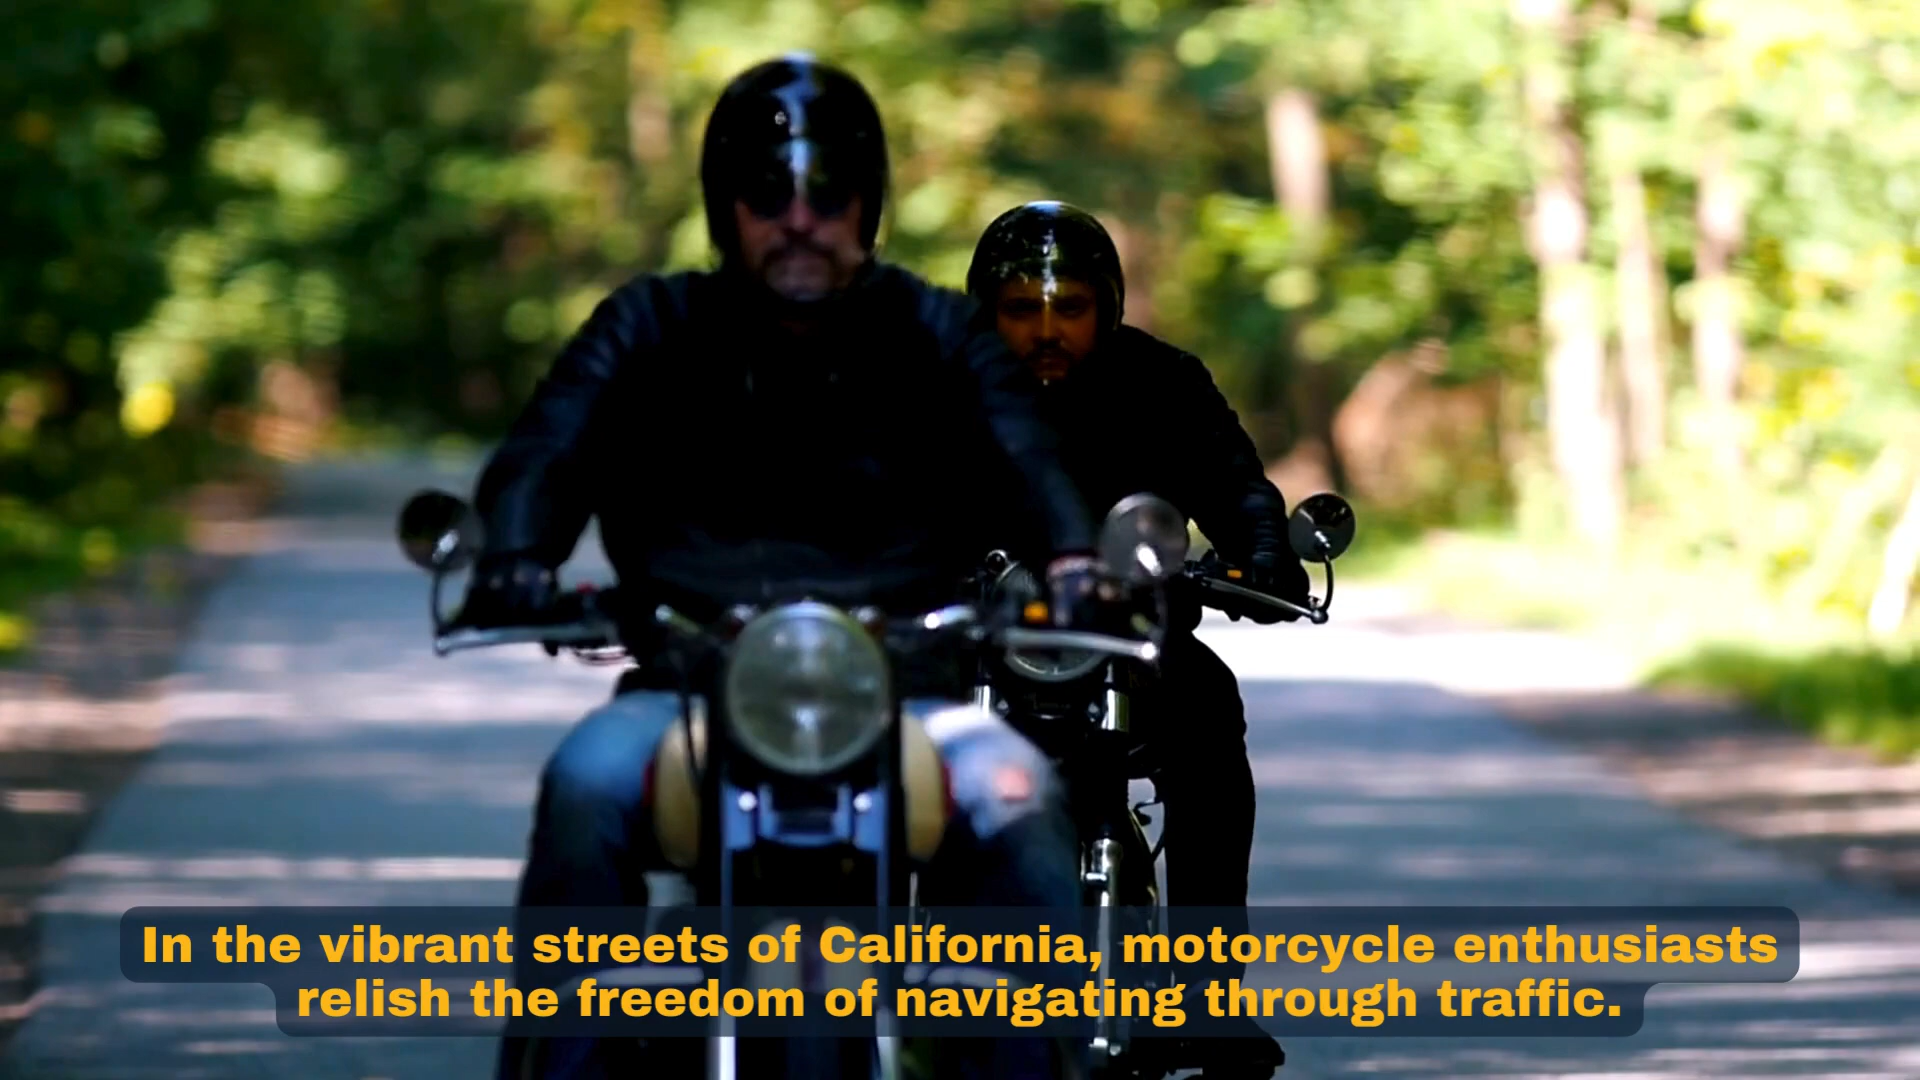 In the vibrant streets of California, motorcycle enthusiasts
relish the freedom of navigating through traffic.